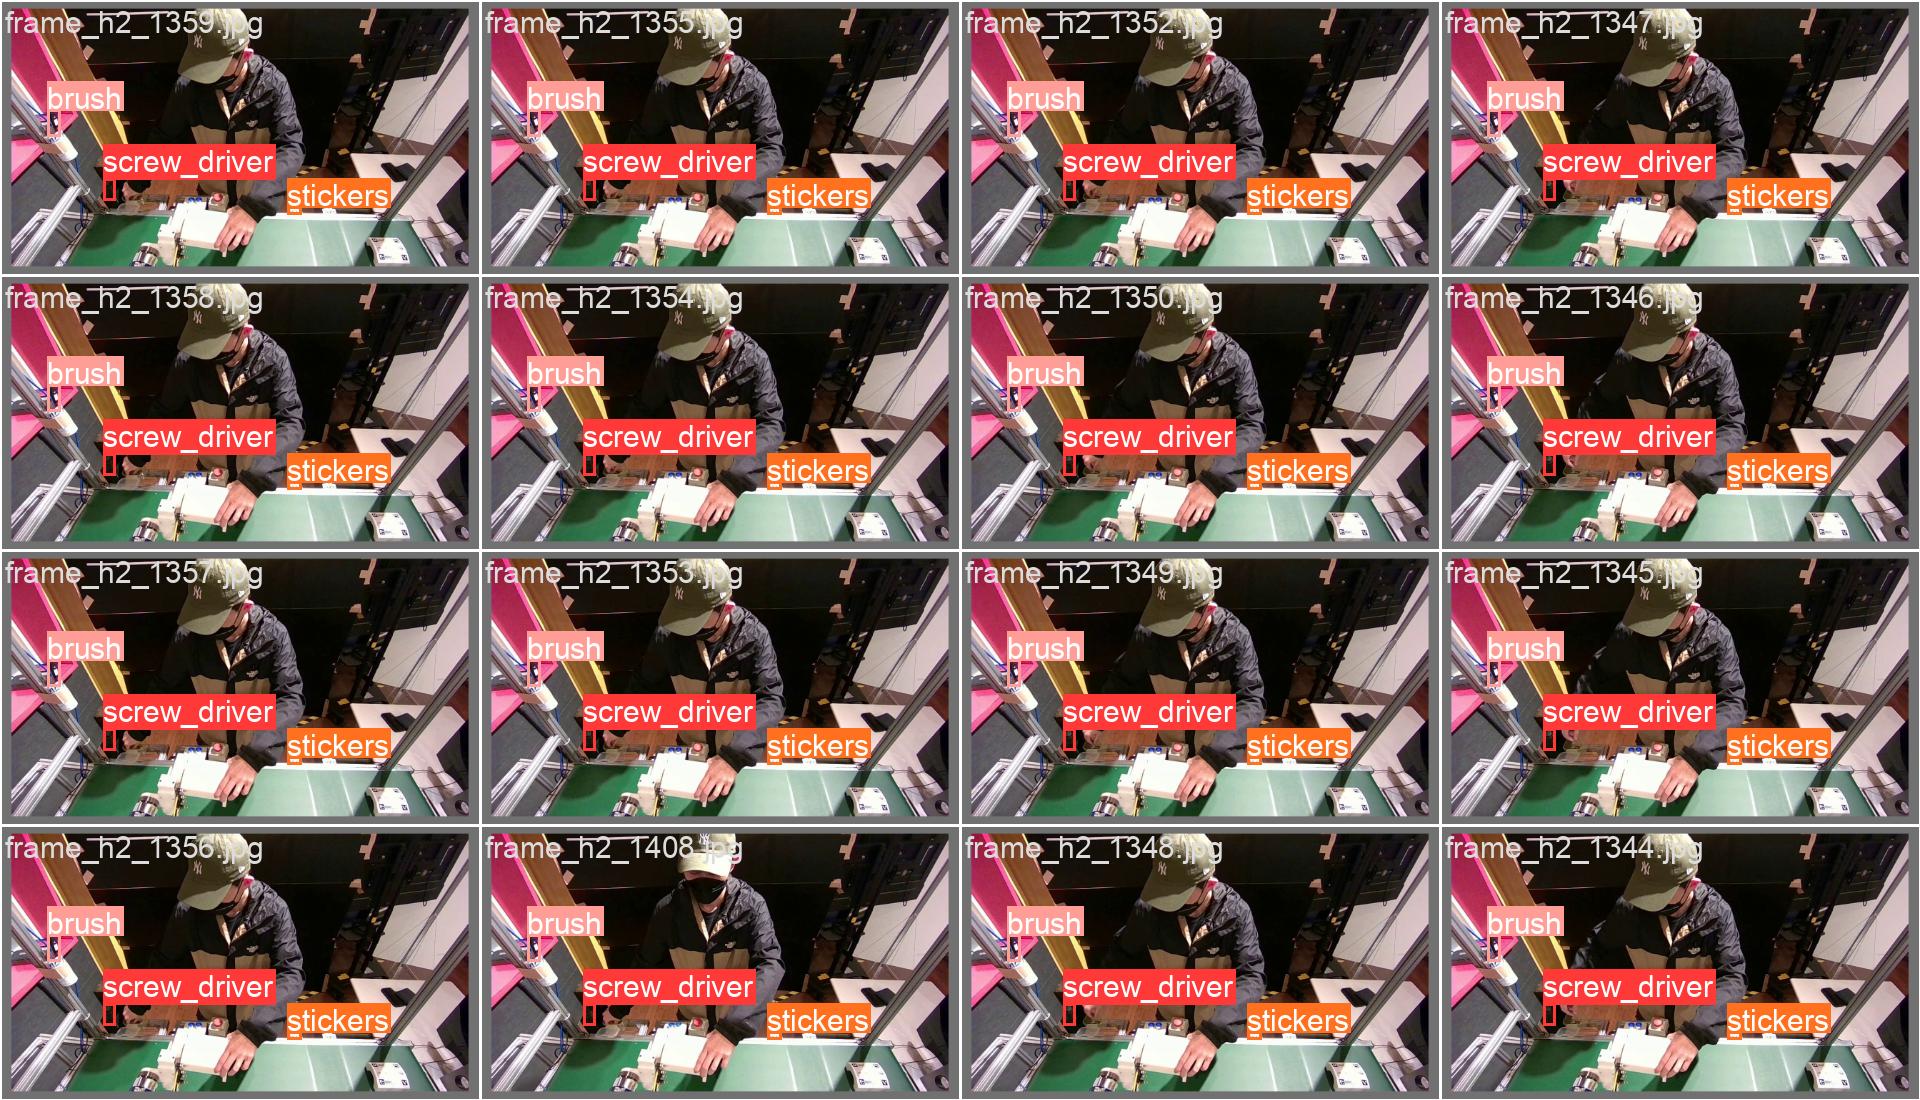 frame_h2_1359.jpg
brush
screw_driver
stickers
frame_h2_1355.jpg
brush
screw_driver
stickers
frame_h2_1352.jpg
brush
screw_driver
stickers
frame_h2_1347.jpg
brush
screw_driver
stickers
frame_h2_1358.jpg
brush
screw_driver
stickers
frame_h2_1354.jpg
brush
screw_driver
stickers
frame_h2_1350.jpg
brush
screw_driver
stickers
frame_h2_1346.jpg
brush
screw_driver
stickers
frame_h2_1357.jpg
brush
screw_driver
stickers
frame_h2_1353.jpg
brush
screw_driver
stickers
frame_h2_1349.jpg
brush
screw_driver
stickers
frame_h2_1345.jpg
brush
screw_driver
stickers
frame_h2_1356.jpg
brush
screw_driver
stickers
frame_h2_1408.jpg
brush
screw_driver
stickers
frame_h2_1348.jpg
brush
screw_driver
stickers
frame_h2_1344.jpg
brush
screw_driver
stickers